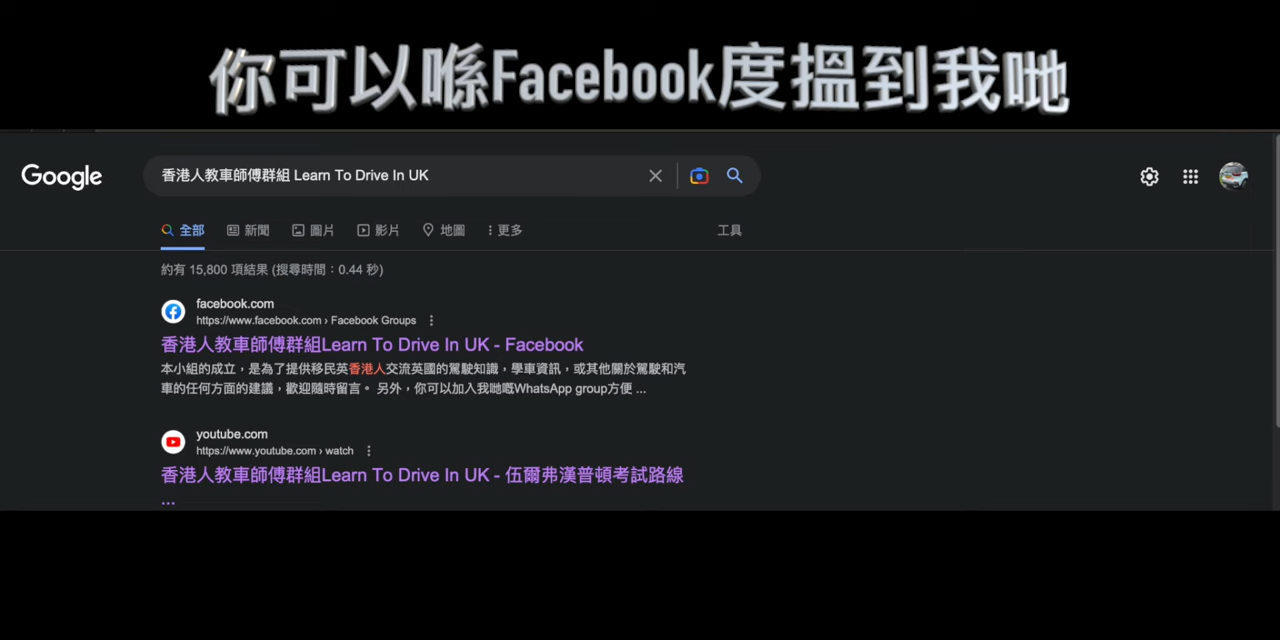 你可以喺Facebook度搵到我哋
Google
香港人教車師傅群組 Learn To Drive In UK
全部 新聞 圖片 影片 地圖 更多 工具
約有 15,800 項結果 (搜尋時間：0.44 秒)
facebook.com
https://www.facebook.com › Facebook Groups
香港人教車師傅群組Learn To Drive In UK - Facebook
本小組的成立，是為了提供移民英香港人交流英國的駕駛知識，學車資訊，或其他關於駕駛和汽
車的任何方面的建議，歡迎隨時留言。 另外，你可以加入我哋嘅WhatsApp group方便 ...
youtube.com
https://www.youtube.com › watch
香港人教車師傅群組Learn To Drive In UK - 伍爾弗漢普頓考試路線
...